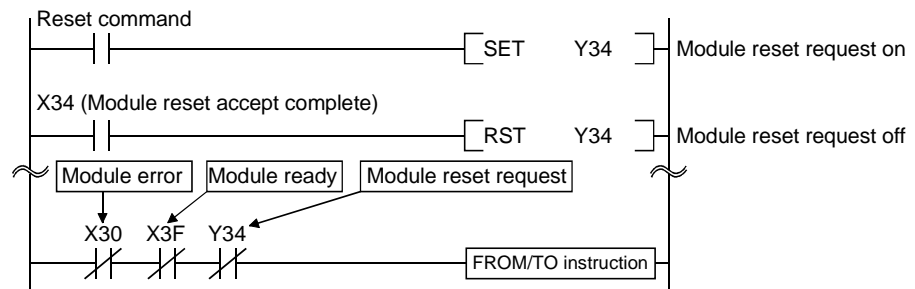 Reset command
SET Y34 Module reset request on
X34 (Module reset accept complete)
RST Y34 Module reset request off
Module error Module ready Module reset request
X30 X3F Y34
FROM/TO instruction